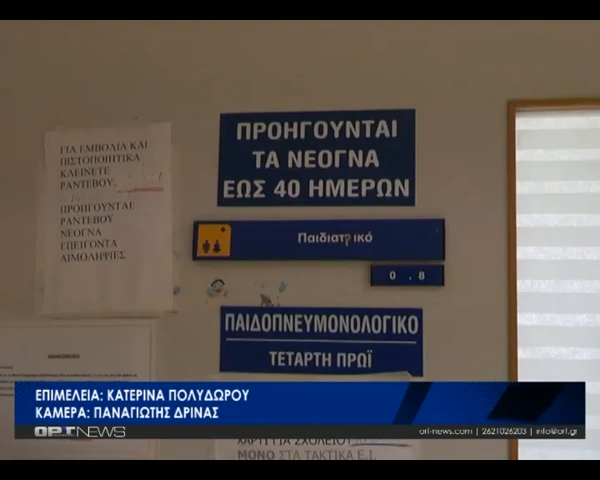 ΓΙΑ ΕΜΒΟΛΙΑ ΚΑΙ
ΠΙΣΤΟΠΟΙΗΤΙΚΑ
ΚΛΕΙΝΕΤΕ
ΡΑΝΤΕΒΟΥ
ΠΡΟΗΓΟΥΝΤΑΙ:
ΡΑΝΤΕΒΟΥ
ΝΕΟΓΝΑ
ΕΠΕΙΓΟΝΤΑ
ΑΙΜΟΛΗΨΙΕΣ
ΠΡΟΗΓΟΥΝΤΑΙ
ΤΑ ΝΕΟΓΝΑ
ΕΩΣ 40 ΗΜΕΡΩΝ
Παιδιατρικό
0 . 8
ΠΑΙΔΟΠΝΕΥΜΟΝΟΛΟΓΙΚΟ
ΤΕΤΑΡΤΗ ΠΡΩΪ
ΑΝΑΚΟΙΝΩΣΗ
ΕΠΙΜΕΛΕΙΑ: ΚΑΤΕΡΙΝΑ ΠΟΛΥΔΩΡΟΥ
ΚΑΜΕΡΑ: ΠΑΝΑΓΙΩΤΗΣ ΔΡΙΝΑΣ
ORT NEWS
ort-news.com | 2621026203 | info@ort.gr
ΧΑΡΤΙ ΓΙΑ ΣΧΟΛΕΙΟ
ΜΟΝΟ ΣΤΑ ΤΑΚΤΙΚΑ Ε.Ι.